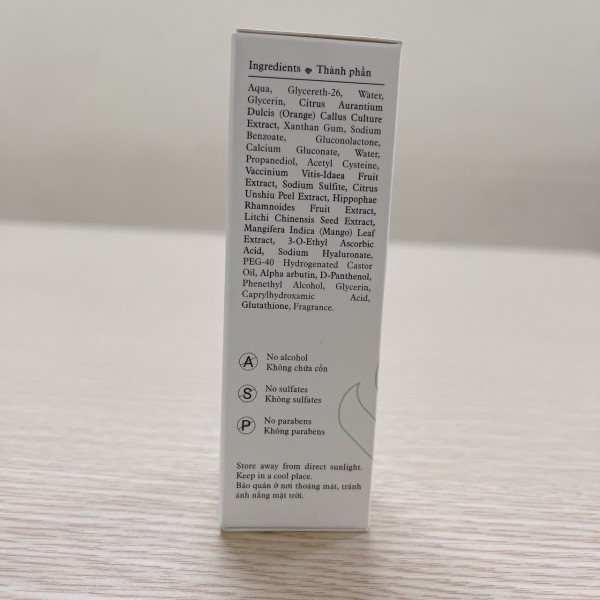 Ingredients Thành phần
Aqua, Glycereth-26, Water,
Glycerin, Citrus Aurantium
Dulcis (Orange) Callus Culture
Extract, Xanthan Gum, Sodium
Benzoate, Gluconolactone,
Calcium Gluconate, Water,
Propanediol, Acetyl Cysteine,
Vaccinium Vitis-Idaea Fruit
Extract, Sodium Sulfite, Citrus
Unshiu Peel Extract, Hippophae
Rhamnoides Fruit Extract,
Litchi Chinensis Seed Extract,
Mangifera Indica (Mango) Leaf
Extract, 3-O-Ethyl Ascorbic
Acid, Sodium Hyaluronate,
PEG-40 Hydrogenated Castor
Oil, Alpha arbutin, D-Panthenol,
Phenethyl Alcohol, Glycerin,
Caprylhydroxamic Acid,
Glutathione, Fragrance.
A
No alcohol
Không chứa cồn
S
No sulfates
Không sulfates
P
No parabens
Không parabens
Store away from direct sunlight.
Keep in a cool place.
Bảo quản ở nơi thoáng mát, tránh
ánh nắng mặt trời.